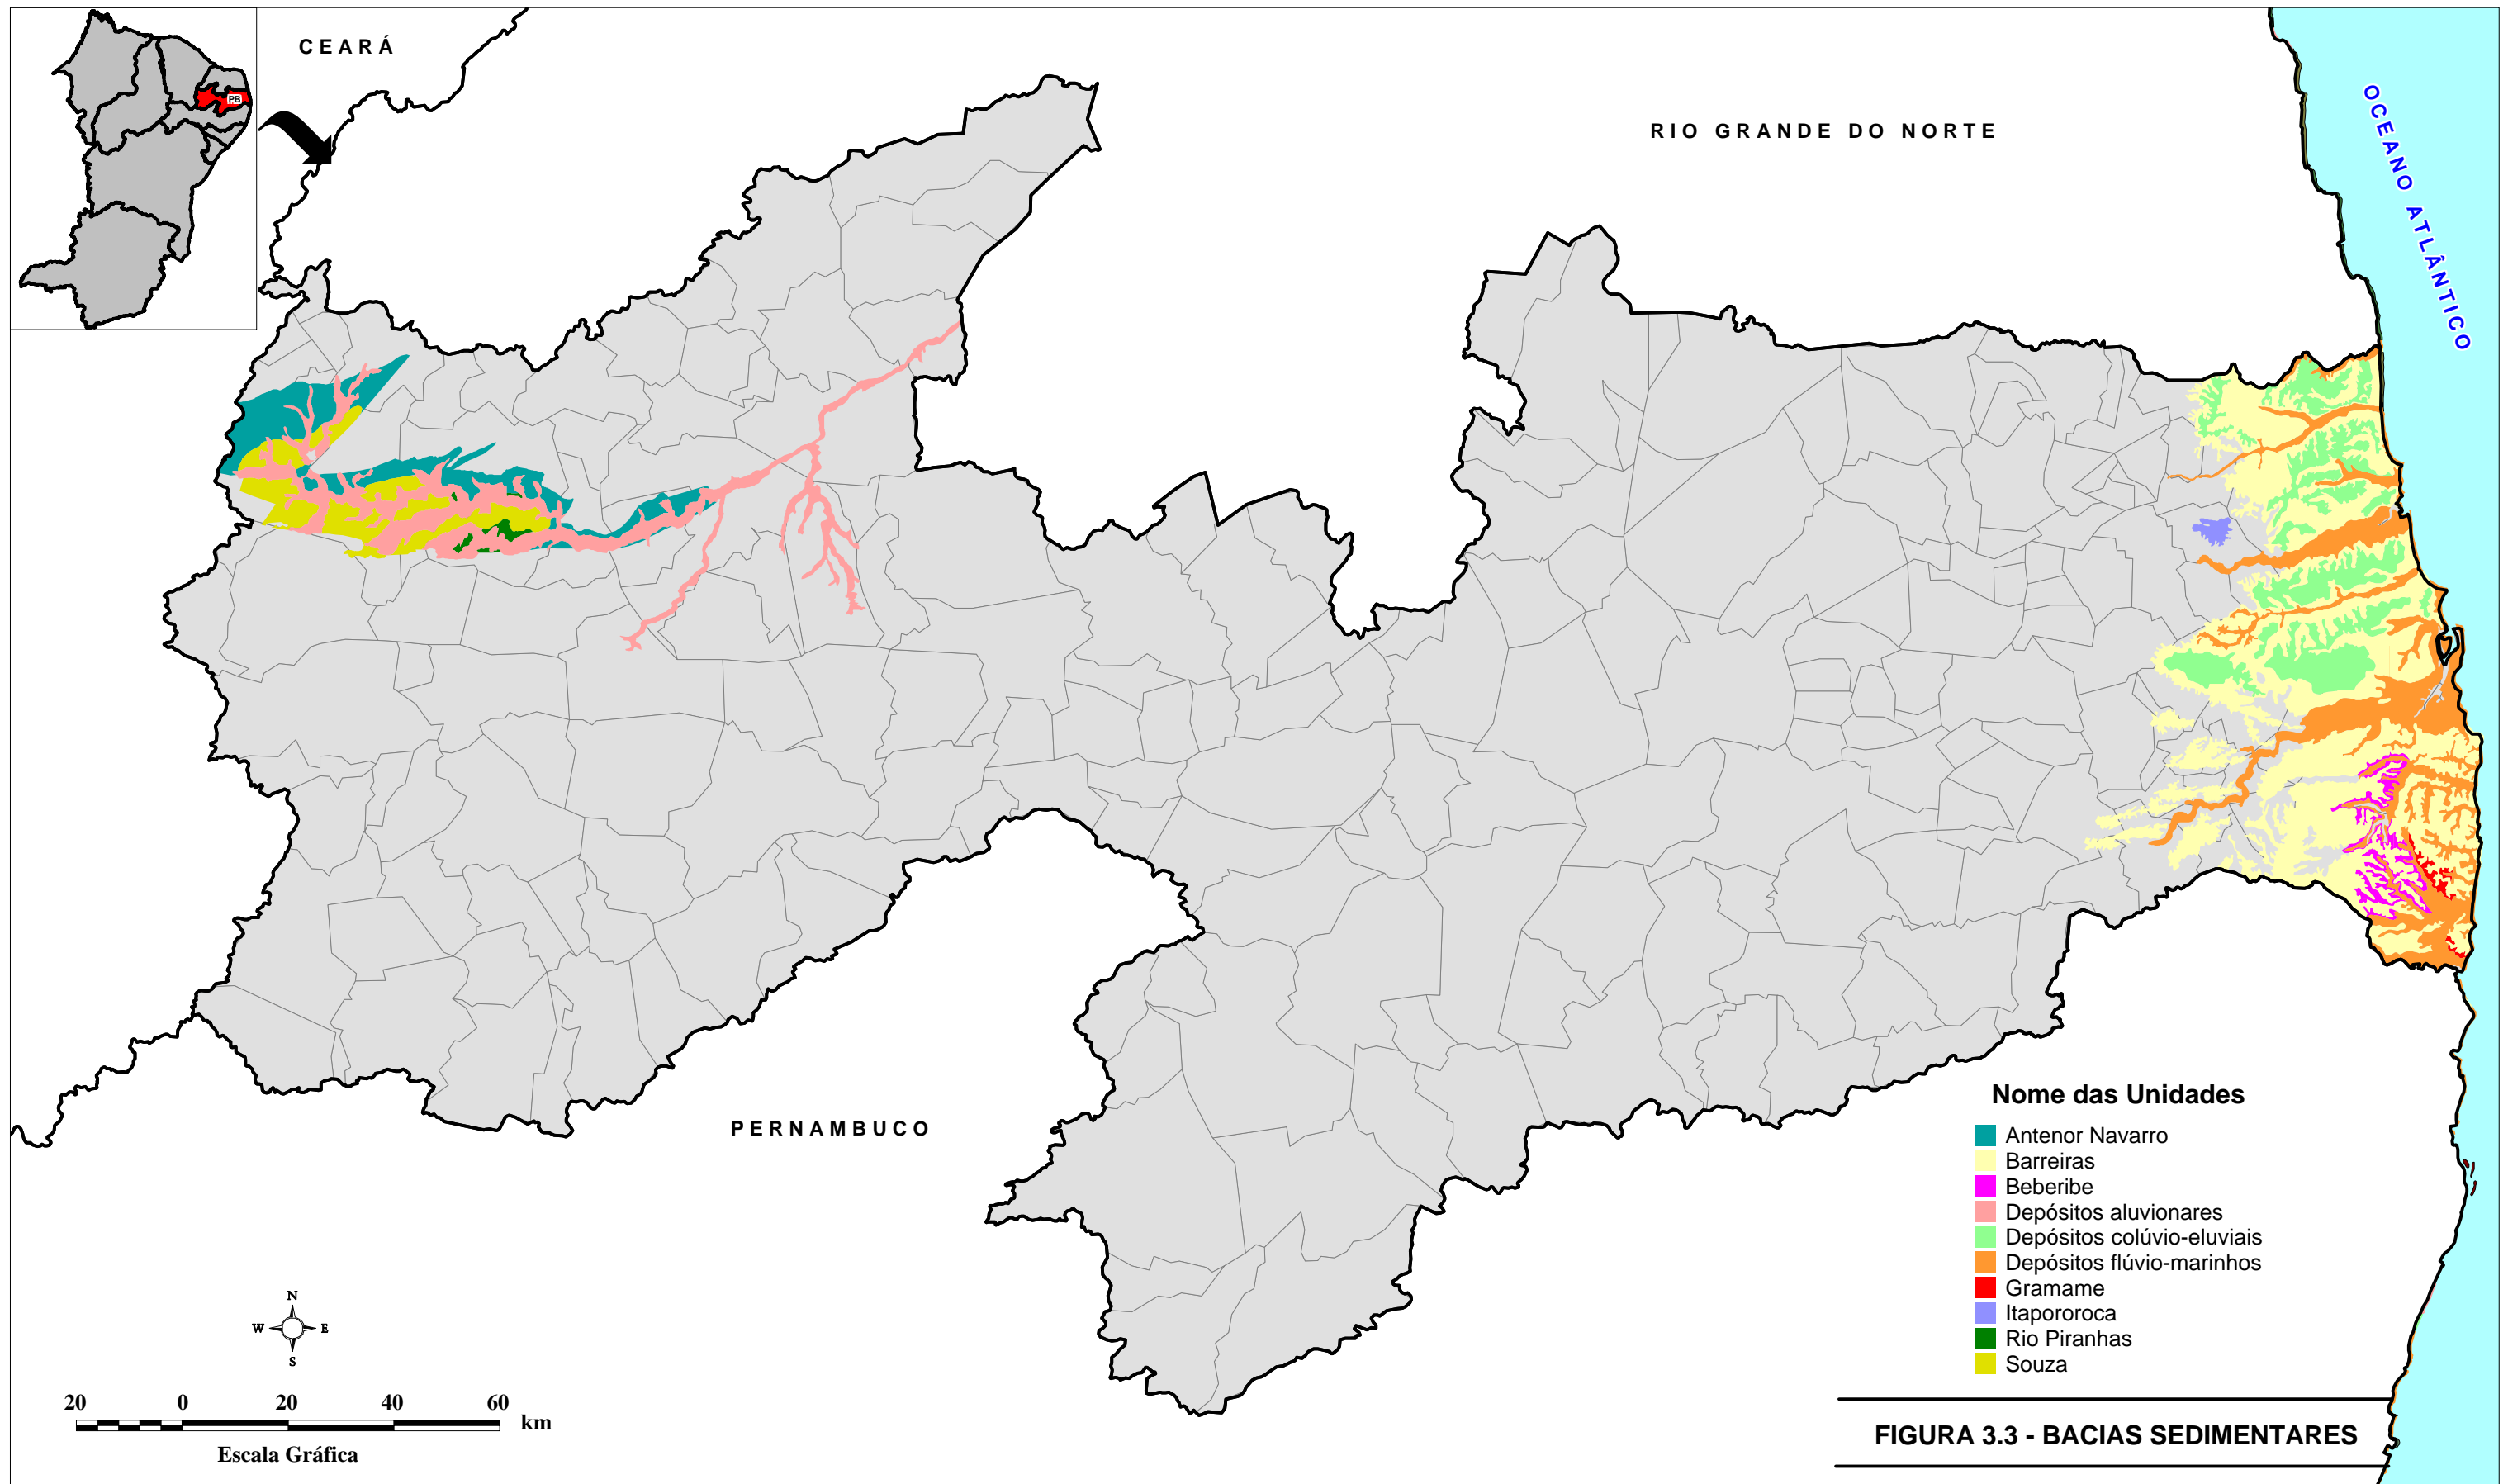 CEARÁ
PB
RIO GRANDE DO NORTE
OCEANO ATLÂNTICO
PERNAMBUCO
Nome das Unidades
Antenor Navarro
Barreiras
Beberibe
Depósitos aluvionares
Depósitos colúvio-eluviais
Depósitos flúvio-marinhos
Gramame
Itapororoca
Rio Piranhas
Souza
N
W E
S
20 0 20 40 60
km
Escala Gráfica
FIGURA 3.3 - BACIAS SEDIMENTARES